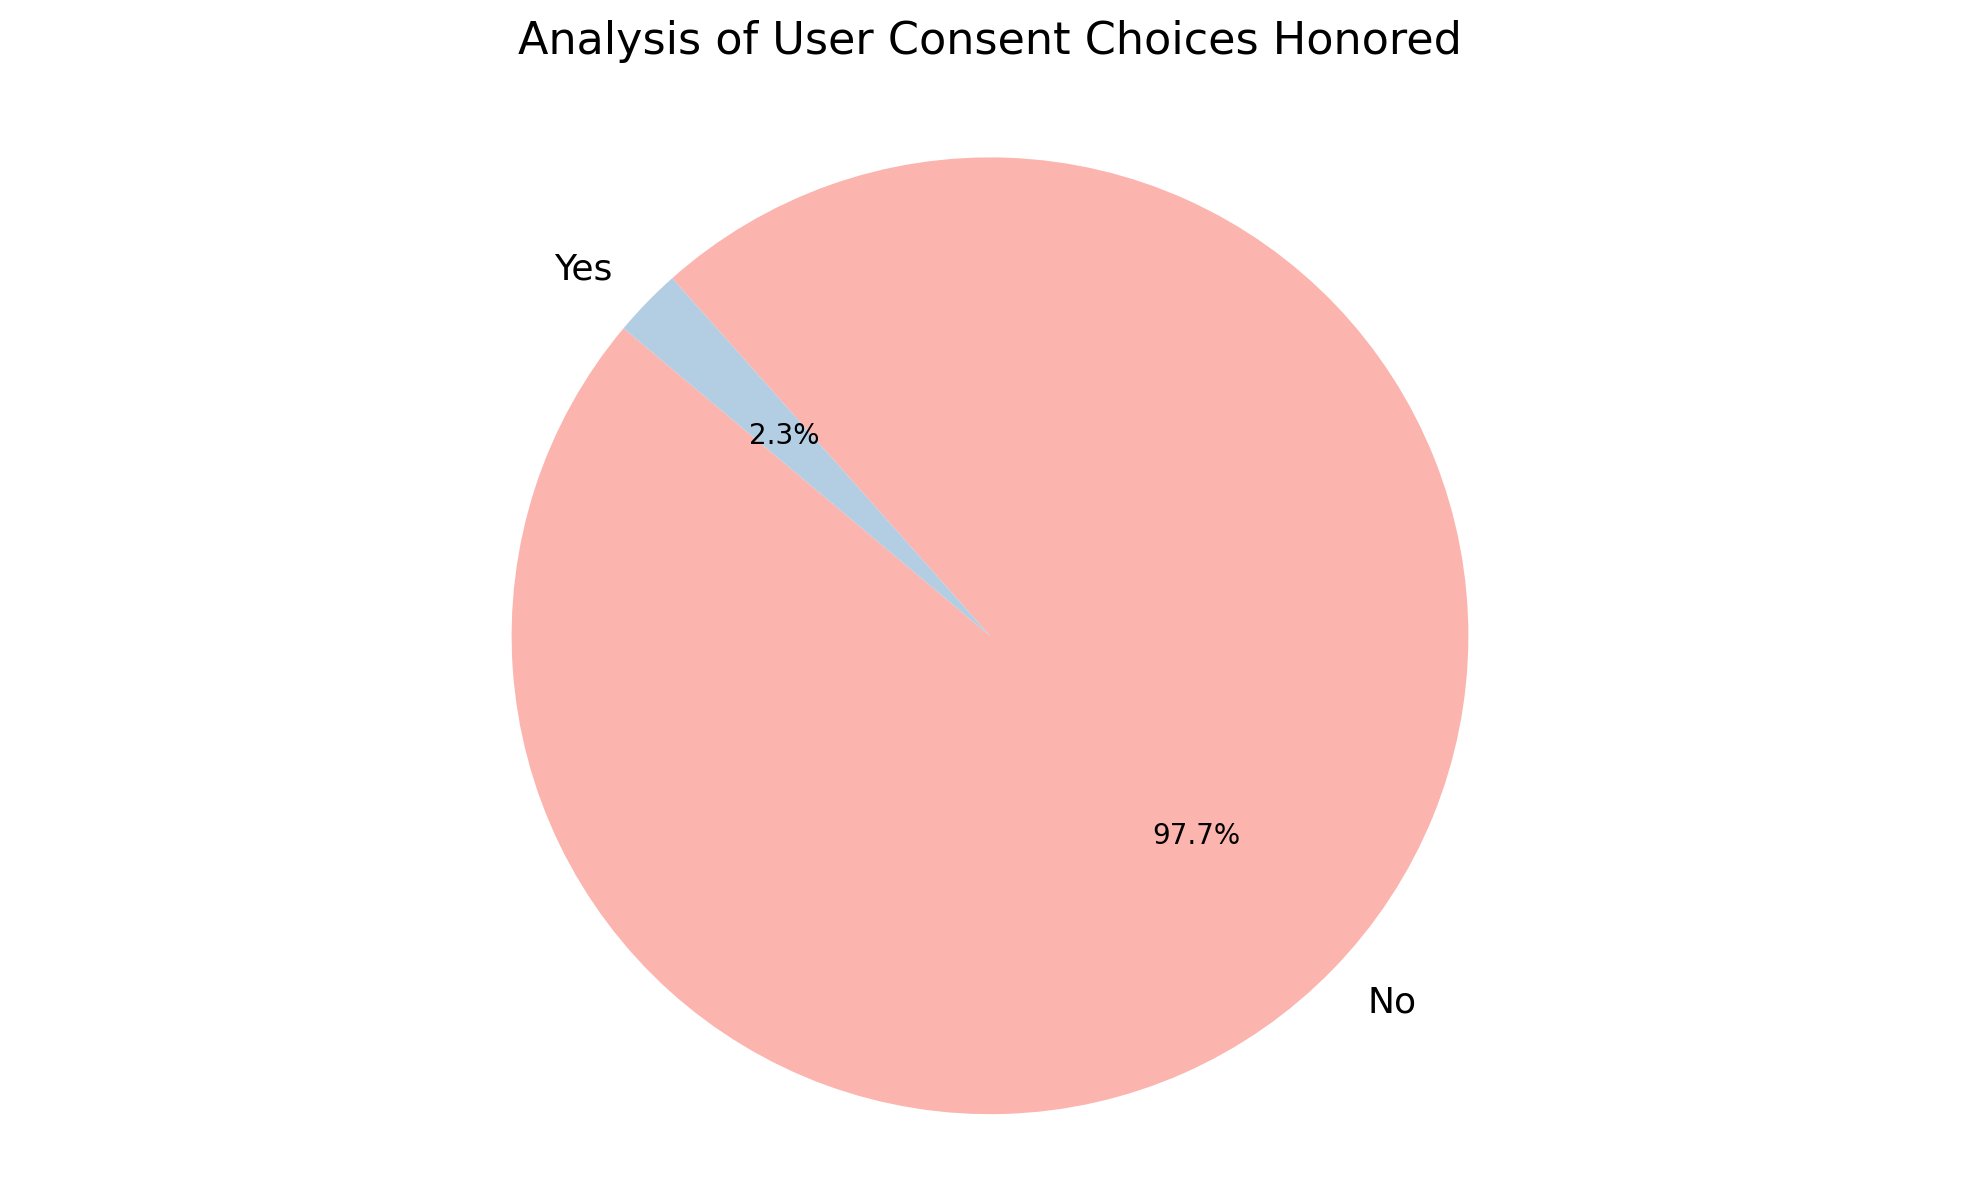 Analysis of User Consent Choices Honored
Yes
2.3%
97.7%
No